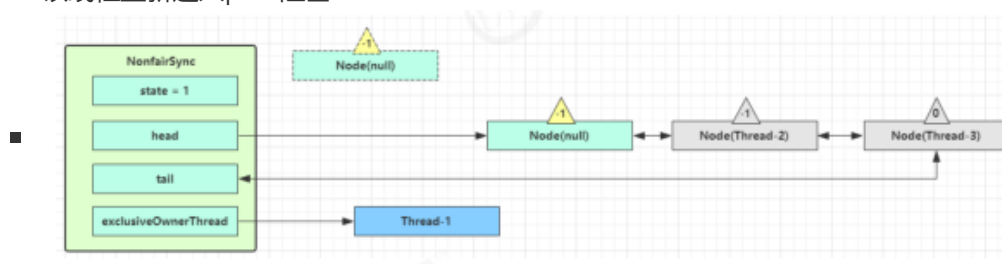 NonfairSync
-1
Node(null)
state = 1
head
-1
Node(null)
-1
Node(Thread-2)
0
Node(Thread-3)
tail
exclusiveOwnerThread
Thread-1